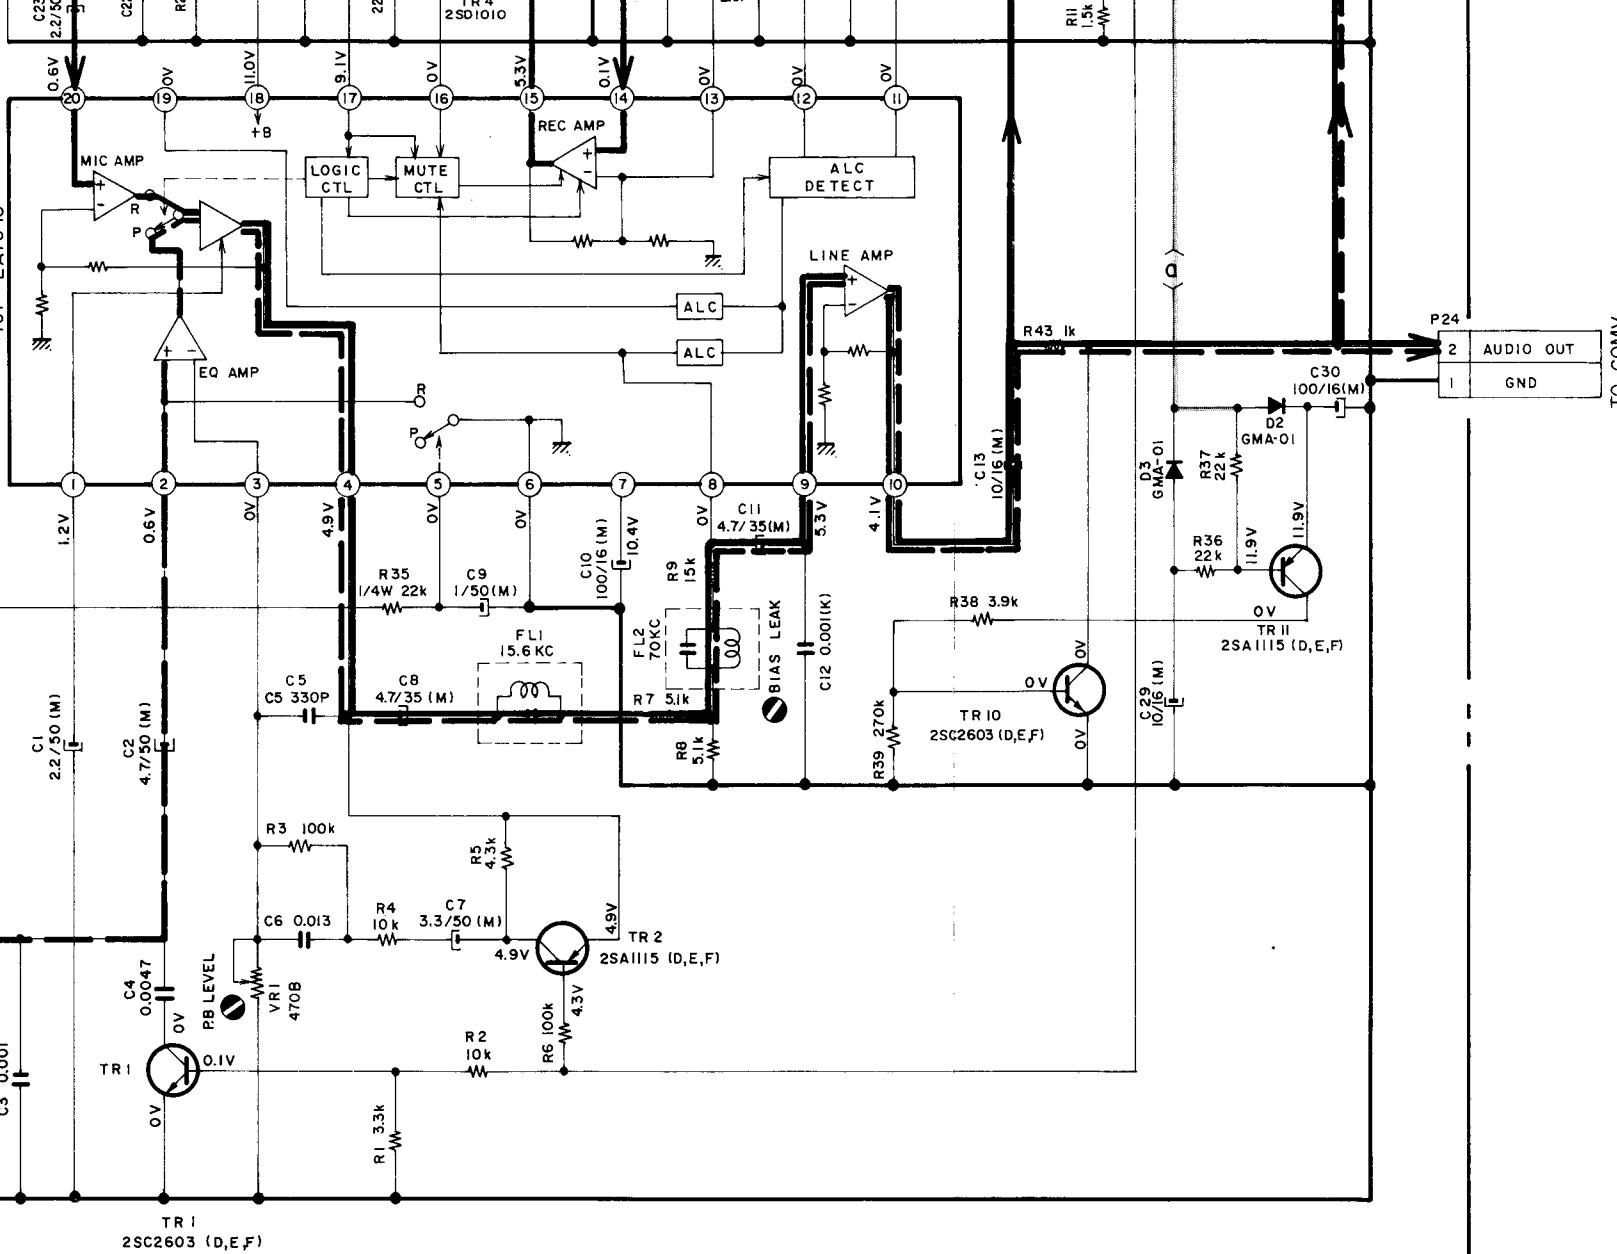 C23
2.2/50
TR4
2SD1010
22
R11
1.5k
0.6V
0V
11.0V
9.1V
0V
5.3V
0.1V
0V
0V
0V
20
19
18
17
16
15
14
13
12
11
+B
MIC AMP
REC AMP
LOGIC
CTL
MUTE
CTL
ALC
DETECT
R
P
LINE AMP
ALC
ALC
EQ AMP
R
P
+
-
+
-
+
-
+
-
a
R43 1k
P24
2 AUDIO OUT
1 GND
C30
100/16(M)
D2
GMA-01
D3
GMA-01
R37
22k
C13
10/16(M)
1
2
3
4
5
6
7
8
9
10
1.2V
0.6V
0V
4.9V
0V
0V
10.4V
0V
5.3V
4.1V
C11
4.7/35(M)
C10
100/16(M)
R9
15k
R36
22k
11.9V
11.9V
R35
1/4W 22k
C9
1/50(M)
R38 3.9k
0V
TR11
2SA1115(D,E,F)
FL1
15.6KC
FL2
70KC
BIAS LEAK
C12 0.001(K)
C5
C5 330P
C8
4.7/35(M)
R7 5.1k
R8
5.1k
0V
0V
0V
TR10
2SC2603(D,E,F)
R39 270k
C29
10/16(M)
C1
2.2/50(M)
C2
4.7/50(M)
R3 100k
R5
4.3k
C6 0.013
R4
10k
C7
3.3/50(M)
4.9V
4.9V
TR2
2SA1115(D,E,F)
4.3V
C4
0.0047
0V
P.B LEVEL
VR1
470B
R6 100k
R2
10k
TR1
0.1V
0V
C3 0.001
R1 3.3k
TR1
2SC2603(D,E,F)